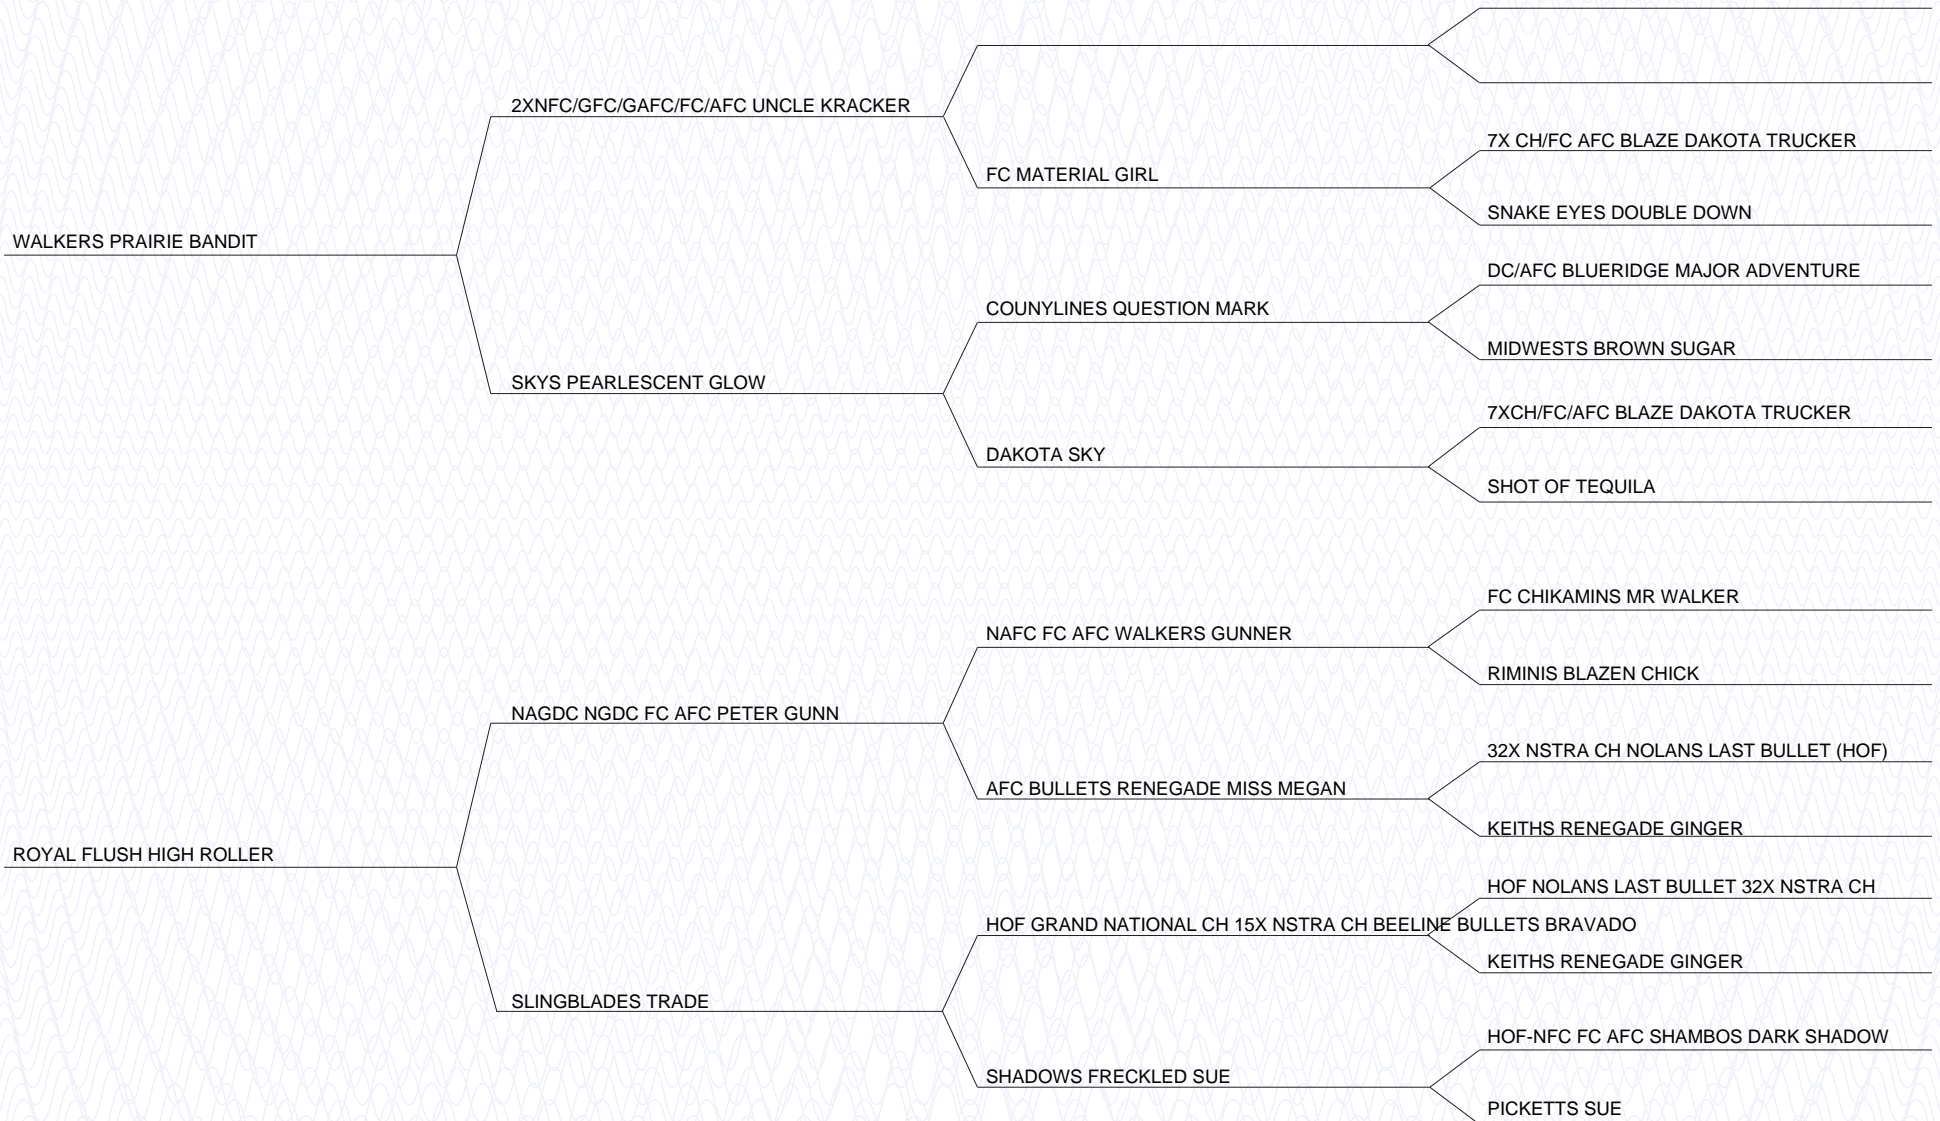 2XNFC/GFC/GAFC/FC/AFC UNCLE KRACKER
7X CH/FC AFC BLAZE DAKOTA TRUCKER
FC MATERIAL GIRL
SNAKE EYES DOUBLE DOWN
WALKERS PRAIRIE BANDIT
DC/AFC BLUERIDGE MAJOR ADVENTURE
COUNYLINES QUESTION MARK
MIDWESTS BROWN SUGAR
SKYS PEARLESCENT GLOW
7XCH/FC/AFC BLAZE DAKOTA TRUCKER
DAKOTA SKY
SHOT OF TEQUILA
FC CHIKAMINS MR WALKER
NAFC FC AFC WALKERS GUNNER
RIMINIS BLAZEN CHICK
NAGDC NGDC FC AFC PETER GUNN
32X NSTRA CH NOLANS LAST BULLET (HOF)
AFC BULLETS RENEGADE MISS MEGAN
KEITHS RENEGADE GINGER
ROYAL FLUSH HIGH ROLLER
HOF NOLANS LAST BULLET 32X NSTRA CH
HOF GRAND NATIONAL CH 15X NSTRA CH BEELINE BULLETS BRAVADO
KEITHS RENEGADE GINGER
SLINGBLADES TRADE
HOF-NFC FC AFC SHAMBOS DARK SHADOW
SHADOWS FRECKLED SUE
PICKETTS SUE